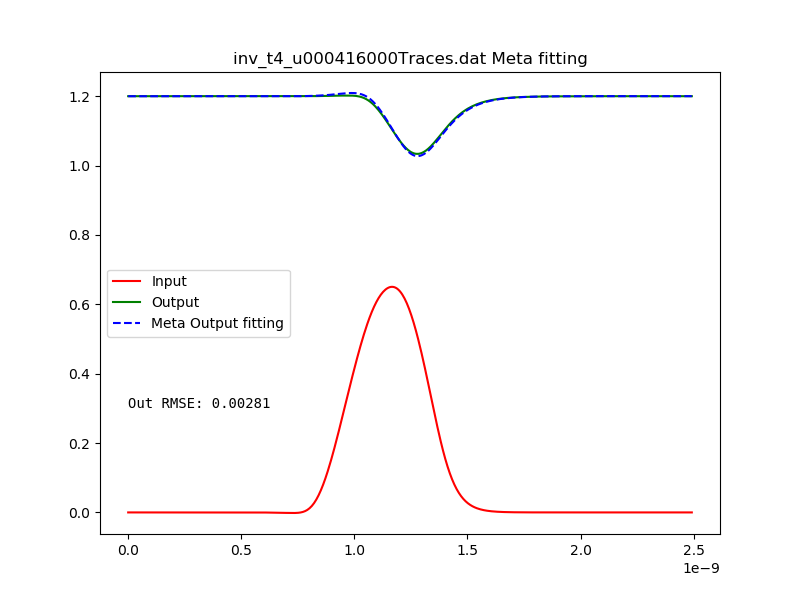 inv_t4_u000416000Traces.dat Meta fitting
1.2
1.0
0.8
0.6
0.4
0.2
0.0
Input
Output
Meta Output fitting
Out RMSE: 0.00281
0.0 0.5 1.0 1.5 2.0 2.5
1e−9